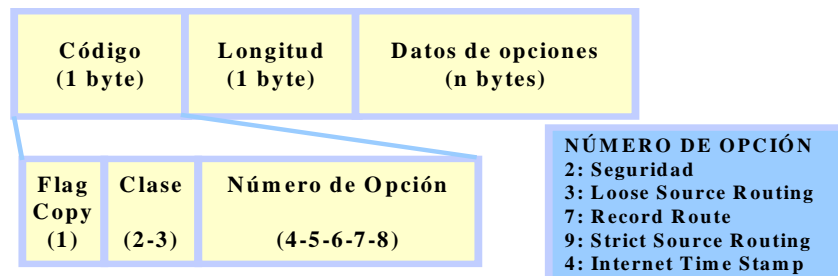 Código
(1 byte)
Longitud
(1 byte)
Datos de opciones
(n bytes)
Flag
Copy
(1)
Clase
(2-3)
Número de Opción
(4-5-6-7-8)
NÚMERO DE OPCIÓN
2: Seguridad
3: Loose Source Routing
7: Record Route
9: Strict Source Routing
4: Internet Time Stamp